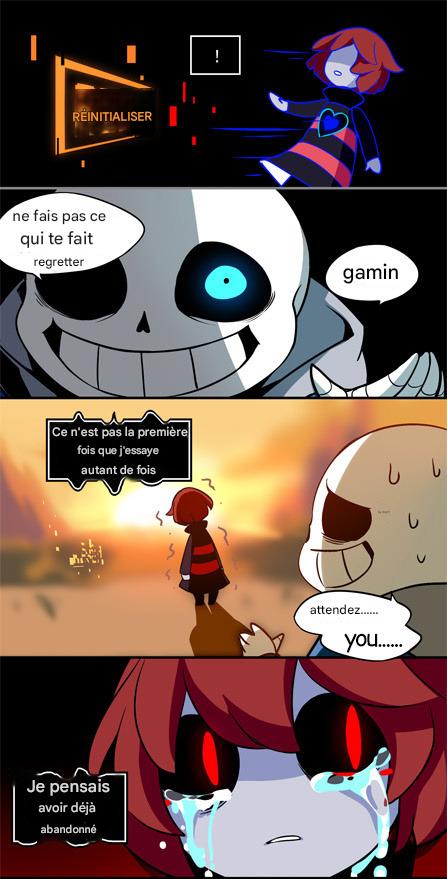 !
RÉINITIALISER
ne fais pas ce
qui te fait
regretter
gamin
Ce n'est pas la première
fois que j'essaye
autant de fois
attendez......
you......
Je pensais
avoir déjà
abandonné